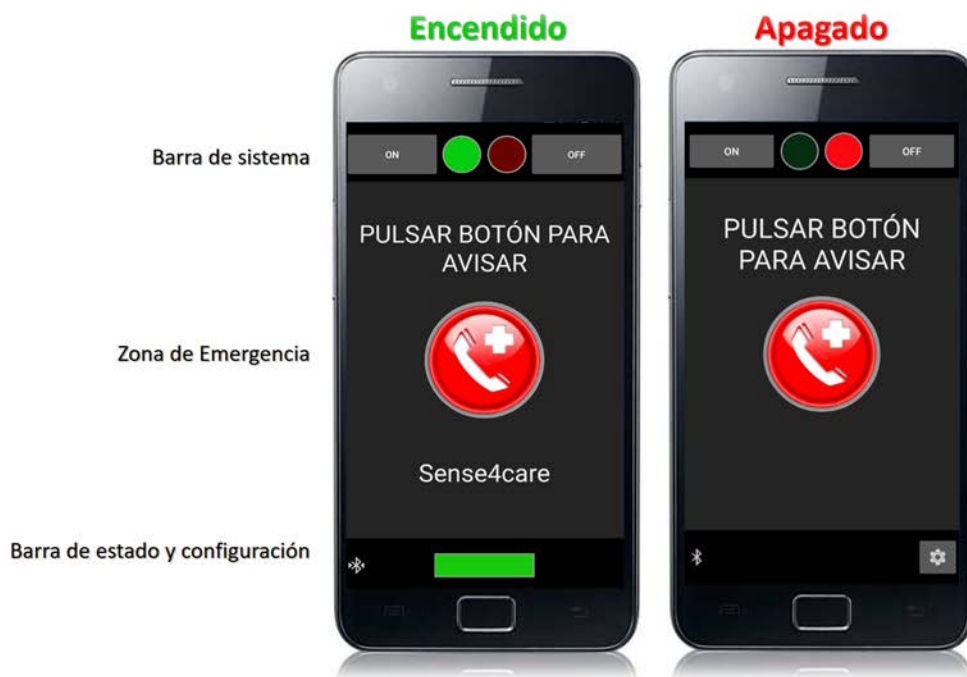 Encendido
Apagado
Barra de sistema
ON
OFF
ON
OFF
PULSAR BOTÓN PARA
AVISAR
PULSAR BOTÓN
PARA AVISAR
Zona de Emergencia
Sense4care
Barra de estado y configuración